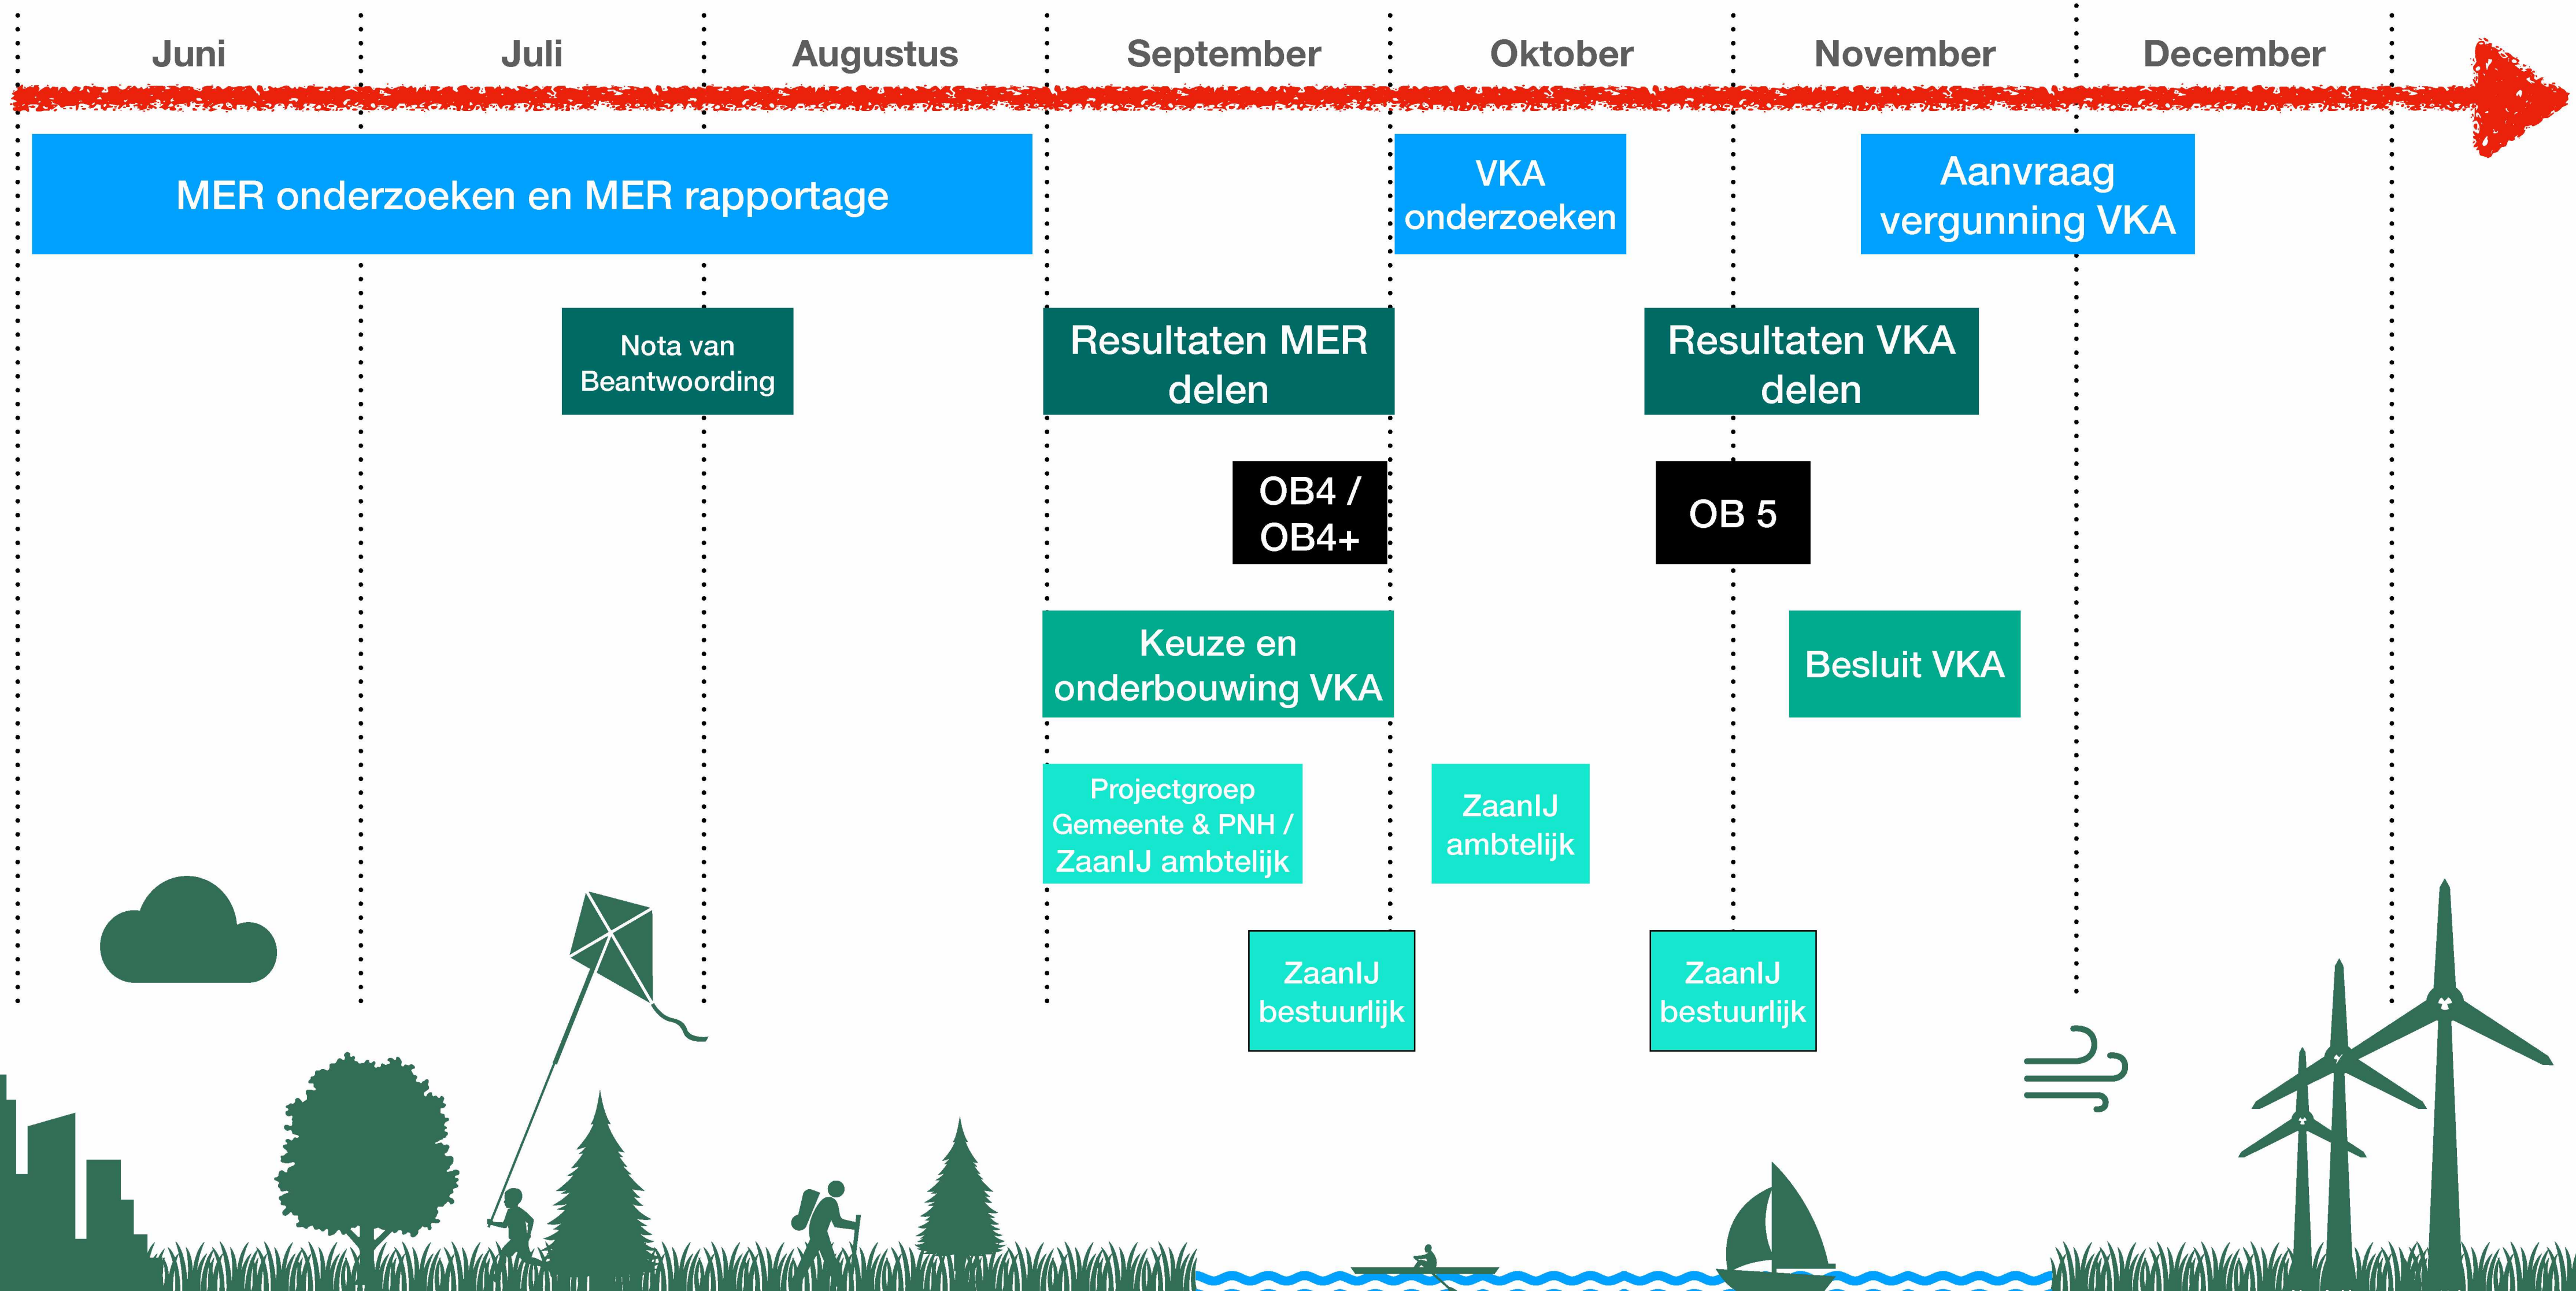 Juni
Juli
Augustus
September
Oktober
November
December
MER onderzoeken en MER rapportage
VKA
onderzoeken
Aanvraag
vergunning VKA
Nota van
Beantwoording
Resultaten MER
delen
Resultaten VKA
delen
OB4 /
OB4+
OB 5
Keuze en
onderbouwing VKA
Besluit VKA
Projectgroep
Gemeente & PNH /
ZaanIJ ambtelijk
ZaanIJ
ambtelijk
ZaanIJ
bestuurlijk
ZaanIJ
bestuurlijk